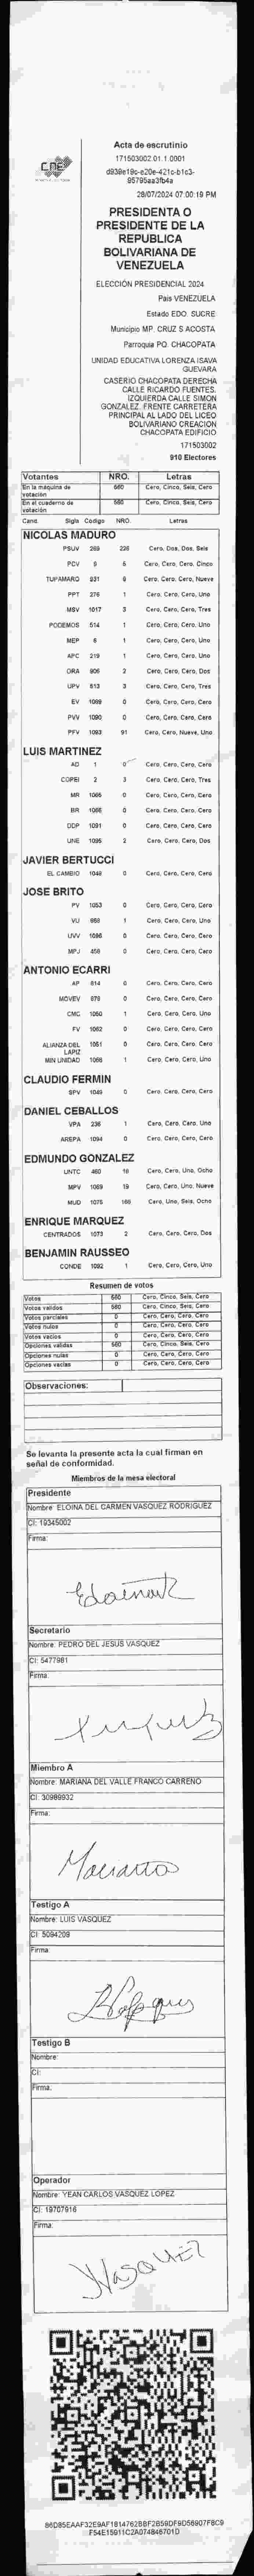 Acta de escrutinio
171503002.01.1.0001
d939e19c-e20e-421c-b1c3-
95795aa3fb4a
28/07/2024 07:00:19 PM
CNE
PRESIDENTA O
PRESIDENTE DE LA
REPUBLICA
BOLIVARIANA DE
VENEZUELA
ELECCIÓN PRESIDENCIAL 2024
Pais VENEZUELA
Estado EDO. SUCRE
Municipio MP. CRUZ S ACOSTA
Parroquia PQ. CHACOPATA
UNIDAD EDUCATIVA LORENZA ISAVA
GUEVARA
CASERIO CHACOPATA DERECHA
CALLE RICARDO FUENTES.
IZQUIERDA CALLE SIMON
GONZALEZ. FRENTE CARRETERA
PRINCIPAL AL LADO DEL LICEO
BOLIVARIANO CREACION
CHACOPATA EDIFICIO
171503002
910 Electores
Votantes NRO. Letras
En la máquina de votación 560 Cero, Cinco, Seis, Cero
En el cuaderno de votación 560 Cero, Cinco, Seis, Cero
Cand. Sigla Codigo NRO. Letras
NICOLAS MADURO
PSUV 269 226 Cero, Dos, Dos, Seis
PCV 9 5 Cero, Cero, Cero, Cinco
TUPAMARO 931 9 Cero, Cero, Cero, Nueve
PPT 276 1 Cero, Cero, Cero, Uno
MSV 1017 3 Cero, Cero, Cero, Tres
PODEMOS 514 1 Cero, Cero, Cero, Uno
MEP 6 1 Cero, Cero, Cero, Uno
APC 219 1 Cero, Cero, Cero, Uno
ORA 906 2 Cero, Cero, Cero, Dos
UPV 813 3 Cero, Cero, Cero, Tres
EV 1069 0 Cero, Cero, Cero, Cero
PVV 1090 0 Cero, Cero, Cero, Cero
PFV 1093 91 Cero, Cero, Nueve, Uno
LUIS MARTINEZ
AD 1 0 Cero, Cero, Cero, Cero
COPEI 2 3 Cero, Cero, Cero, Tres
MR 1065 0 Cero, Cero, Cero, Cero
BR 1066 0 Cero, Cero, Cero, Cero
DDP 1091 0 Cero, Cero, Cero, Cero
UNE 1095 2 Cero, Cero, Cero, Dos
JAVIER BERTUCCI
EL CAMBIO 1048 0 Cero, Cero, Cero, Cero
JOSE BRITO
PV 1053 0 Cero, Cero, Cero, Cero
VU 968 1 Cero, Cero, Cero, Uno
UVV 1096 0 Cero, Cero, Cero, Cero
MPJ 458 0 Cero, Cero, Cero, Cero
ANTONIO ECARRI
AP 814 0 Cero, Cero, Cero, Cero
MOVEV 878 0 Cero, Cero, Cero, Cero
CMC 1050 1 Cero, Cero, Cero, Uno
FV 1052 0 Cero, Cero, Cero, Cero
ALIANZA DEL LAPIZ 1051 0 Cero, Cero, Cero, Cero
MIN UNIDAD 1056 1 Cero, Cero, Cero, Uno
CLAUDIO FERMIN
SPV 1049 0 Cero, Cero, Cero, Cero
DANIEL CEBALLOS
VPA 236 1 Cero, Cero, Cero, Uno
AREPA 1094 0 Cero, Cero, Cero, Cero
EDMUNDO GONZALEZ
UNTC 460 18 Cero, Cero, Uno, Ocho
MPV 1069 19 Cero, Cero, Uno, Nueve
MUD 1076 168 Cero, Uno, Seis, Ocho
ENRIQUE MARQUEZ
CENTRADOS 1073 2 Cero, Cero, Cero, Dos
BENJAMIN RAUSSEO
CONDE 1092 1 Cero, Cero, Cero, Uno
Resumen de votos
Votos 560 Cero, Cinco, Seis, Cero
Votos validos 560 Cero, Cinco, Seis, Cero
Votos parciales 0 Cero, Cero, Cero, Cero
Votos nulos 0 Cero, Cero, Cero, Cero
Votos vacios 0 Cero, Cero, Cero, Cero
Opciones validas 560 Cero, Cinco, Seis, Cero
Opciones nulas 0 Cero, Cero, Cero, Cero
Opciones vacias 0 Cero, Cero, Cero, Cero
Observaciones:
Se levanta la presente acta la cual firman en
señal de conformidad.
Miembros de la mesa electoral
Presidente
Nombre: ELOINA DEL CARMEN VASQUEZ RODRIGUEZ
CI: 19345002
Firma:
Secretario
Nombre: PEDRO DEL JESUS VASQUEZ
CI: 5477981
Firma:
Miembro A
Nombre: MARIANA DEL VALLE FRANCO CARREÑO
CI: 30989932
Firma:
Testigo A
Nombre: LUIS VASQUEZ
CI: 5094209
Firma:
Testigo B
Nombre:
CI:
Firma:
Operador
Nombre: YEAN CARLOS VASQUEZ LOPEZ
CI: 19707916
Firma:
86D85EAAF32E9AF1814762BBF2B59DF9D56907F8C9
F54E15911C2A074846701D